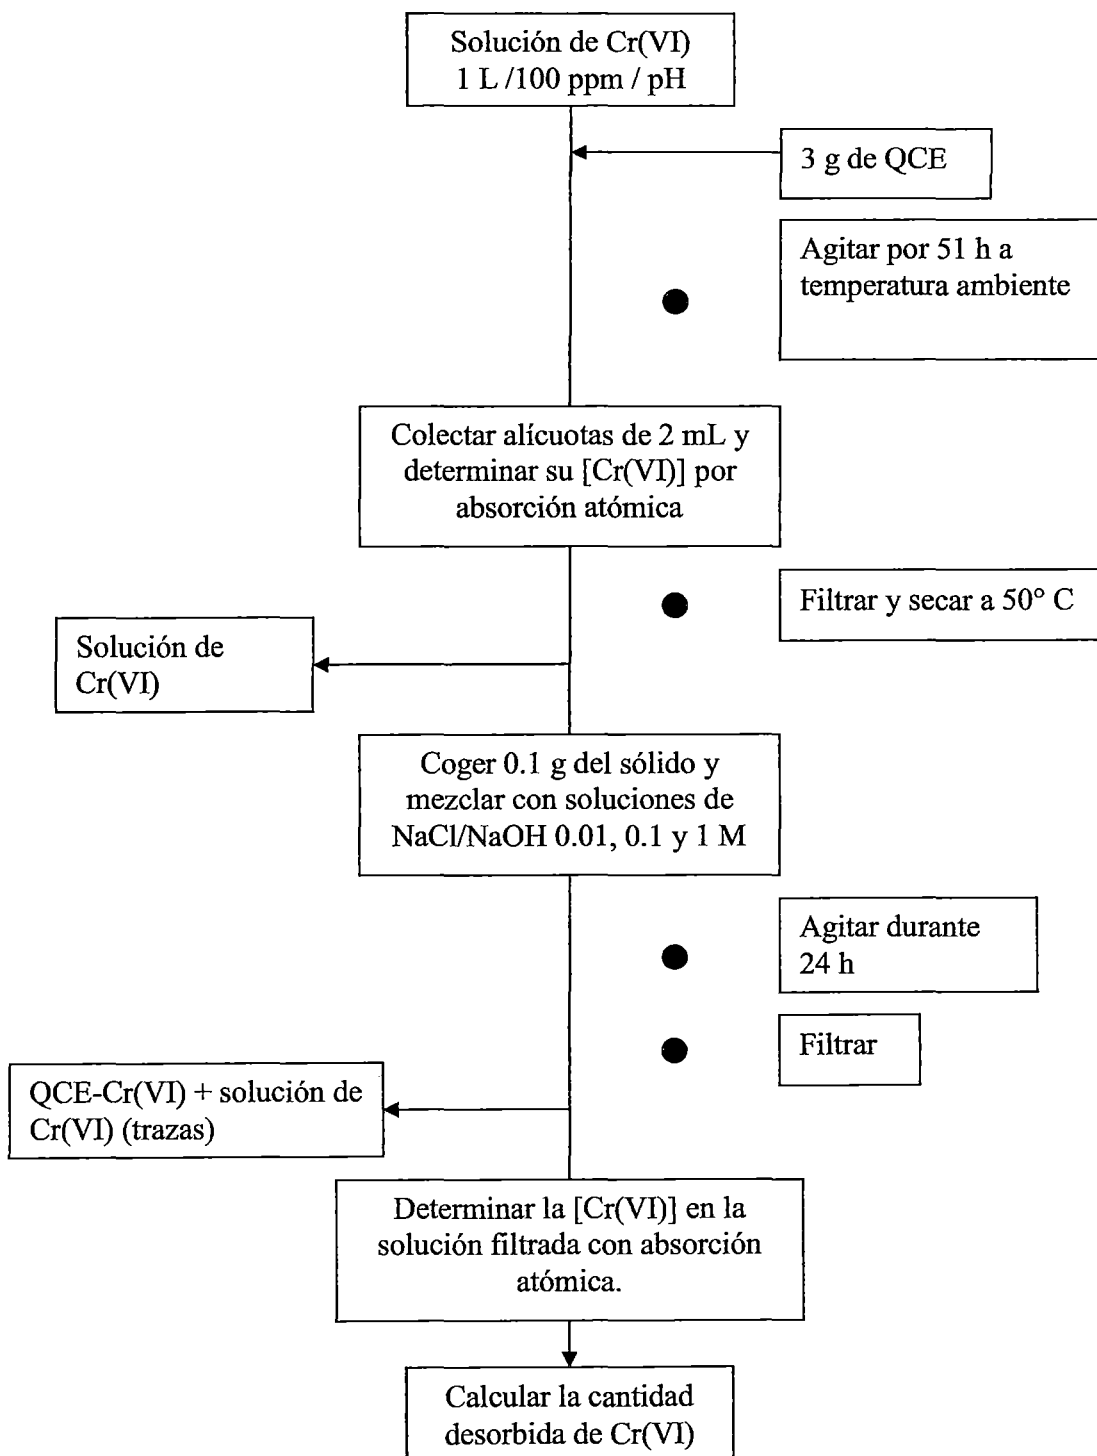 Solución de Cr(VI)
1 L /100 ppm / pH
3 g de QCE
Agitar por 51 h a
temperatura ambiente
Colectar alícuotas de 2 mL y
determinar su [Cr(VI)] por
absorción atómica
Filtrar y secar a 50° C
Solución de
Cr(VI)
Coger 0.1 g del sólido y
mezclar con soluciones de
NaCl/NaOH 0.01, 0.1 y 1 M
Agitar durante
24 h
Filtrar
QCE-Cr(VI) + solución de
Cr(VI) (trazas)
Determinar la [Cr(VI)] en la
solución filtrada con absorción
atómica.
Calcular la cantidad
desorbida de Cr(VI)